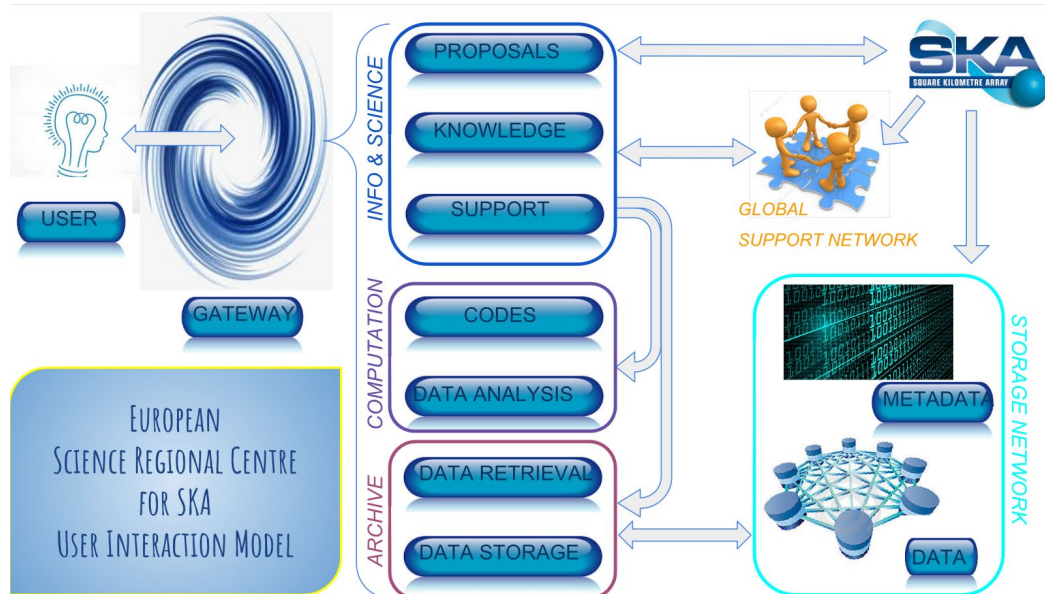 PROPOSALS
SKA
SQUARE KILOMETRE ARRAY
INFO & SCIENCE
KNOWLEDGE
USER
SUPPORT
GLOBAL
SUPPORT NETWORK
GATEWAY
COMPUTATION
CODES
DATA ANALYSIS
STORAGE NETWORK
METADATA
EUROPEAN
SCIENCE REGIONAL CENTRE
FOR SKA
USER INTERACTION MODEL
ARCHIVE
DATA RETRIEVAL
DATA STORAGE
DATA